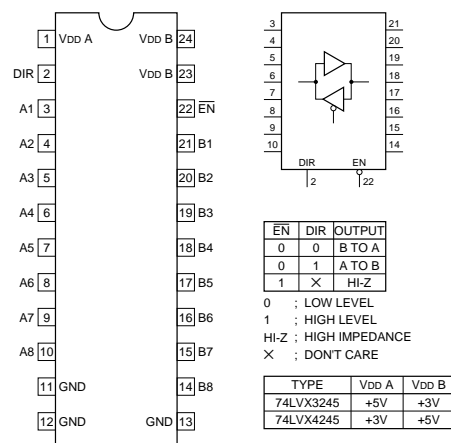 1 VDD A VDD B 24
DIR 2 VDD B 23
A1 3 22 EN
A2 4 21 B1
A3 5 20 B2
A4 6 19 B3
A5 7 18 B4
A6 8 17 B5
A7 9 16 B6
A8 10 15 B7
11 GND 14 B8
12 GND GND 13
3 21
4 20
5 19
6 18
7 17
8 16
9 15
10 14
DIR EN
2 22
EN DIR OUTPUT
0 0 B TO A
0 1 A TO B
1 × HI-Z
0 ; LOW LEVEL
1 ; HIGH LEVEL
HI-Z ; HIGH IMPEDANCE
× ; DON'T CARE
TYPE VDD A VDD B
74LVX3245 +5V +3V
74LVX4245 +3V +5V